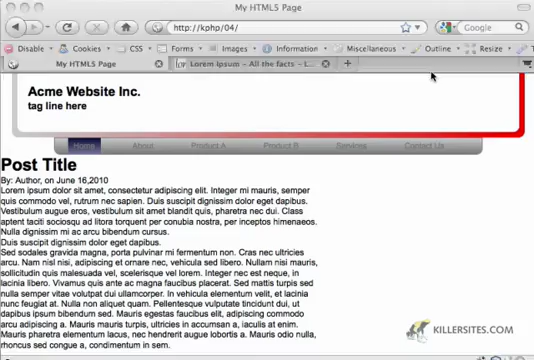 My HTML5 Page
http://kphp/04/
Google
Disable Cookies CSS Forms Images Information Miscellaneous Outline Resize
My HTML5 Page
Lorem Ipsum - All the facts - L...
Acme Website Inc.
tag line here
Home About Product A Product B Services Contact Us
Post Title
By: Author, on June 16,2010
Lorem ipsum dolor sit amet, consectetur adipiscing elit. Integer mi mauris, semper
quis commodo vel, rutrum nec sapien. Duis suscipit dignissim dolor eget dapibus.
Vestibulum augue eros, vestibulum sit amet blandit quis, pharetra nec dui. Class
aptent taciti sociosqu ad litora torquent per conubia nostra, per inceptos himenaeos.
Nulla dignissim mi ac arcu bibendum cursus.
Duis suscipit dignissim dolor eget dapibus.
Sed sodales gravida magna, porta pulvinar mi fermentum non. Cras nec ultricies
arcu. Nam nisl nisi, adipiscing et ornare nec, vehicula sed libero. Nullam nisi mauris,
sollicitudin quis malesuada vel, scelerisque vel lorem. Integer nec est neque, in
lacinia libero. Vivamus quis ante ac magna consequat placerat. Sed mattis turpis sed
nulla semper vitae volutpat dui ullamcorper. In vehicula elementum velit, et lacinia
nunc feugiat at. Nulla non aliquet quam. Pellentesque vulputate tincidunt dui, ut
dapibus ipsum tristique ut. Duis eleifend augue id justo adipiscing commodo
arcu adipiscing a. Mauris mauris turpis, ultricies in accumsan a, iaculis at enim.
Mauris pharetra elementum lacus, nec hendrerit augue lobortis a. Mauris odio nulla,
rhoncus sed congue a, condimentum in sem.
KILLERSITES.COM